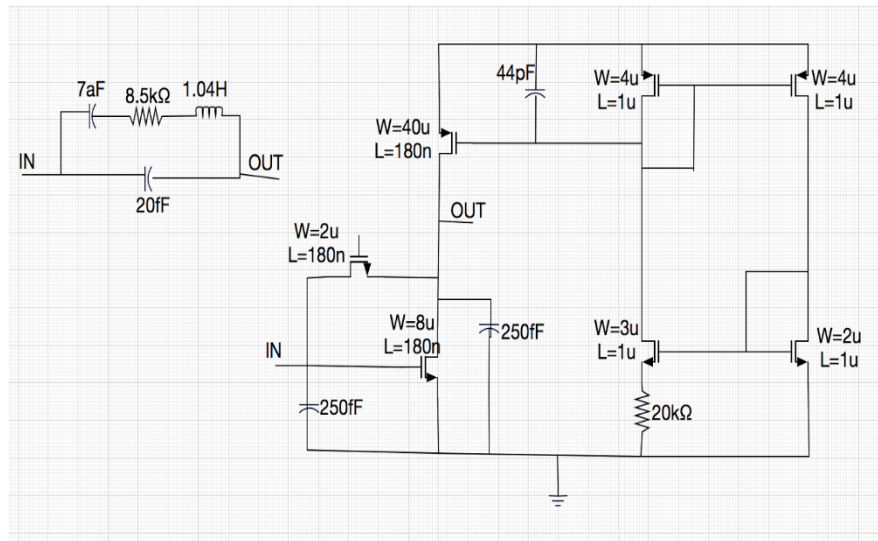 7aF
8.5kΩ
1.04H
IN
OUT
20fF
44pF
W=4u
L=1u
W=4u
L=1u
W=40u
L=180n
OUT
W=2u
L=180n
W=8u
L=180n
IN
250fF
250fF
W=3u
L=1u
W=2u
L=1u
20kΩ